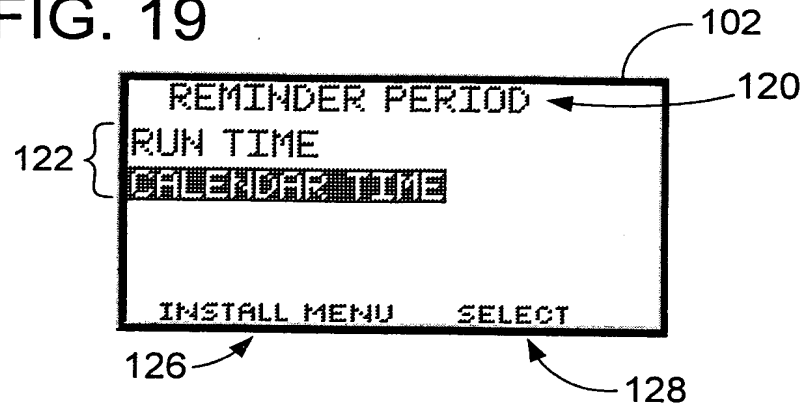 FIG. 19
102
REMINDER PERIOD
120
122
RUN TIME
CALENDAR TIME
INSTALL MENU SELECT
126
128